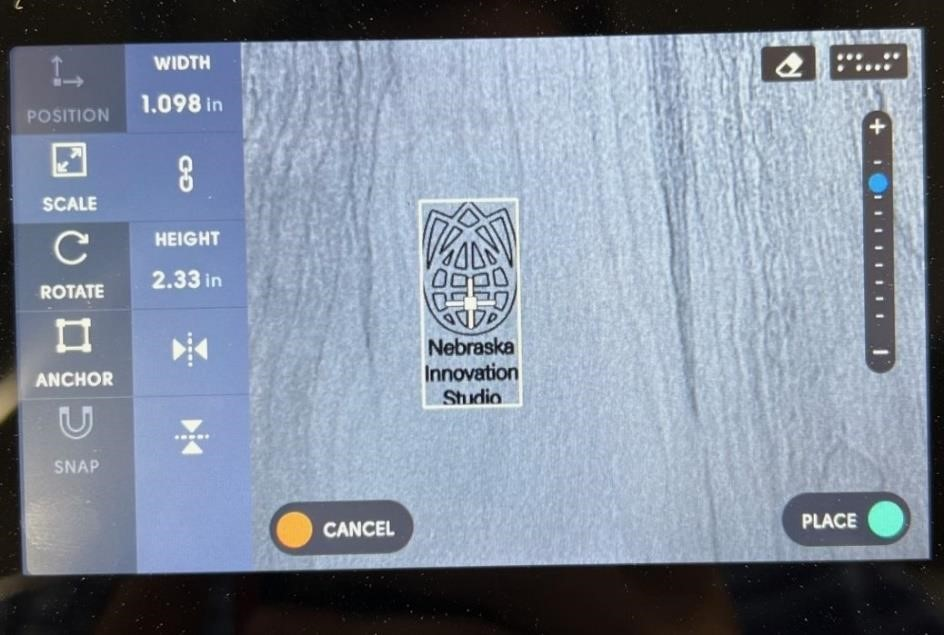 POSITION
WIDTH
1.098 in
SCALE
HEIGHT
2.33 in
ROTATE
ANCHOR
SNAP
Nebraska
Innovation
Studio
CANCEL
PLACE
+
−